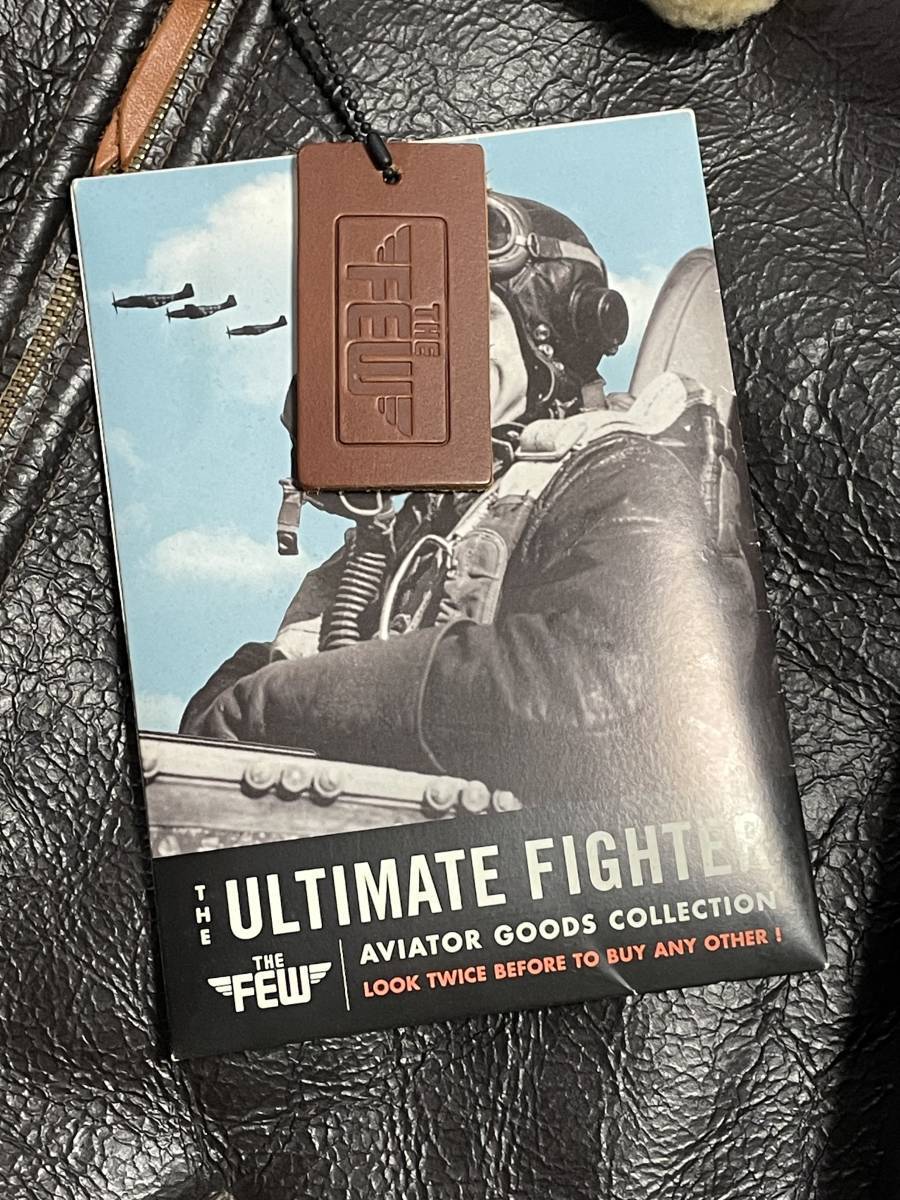 THE
FEW
THE ULTIMATE FIGHTER
THE
FEW
AVIATOR GOODS COLLECTION
LOOK TWICE BEFORE TO BUY ANY OTHER !